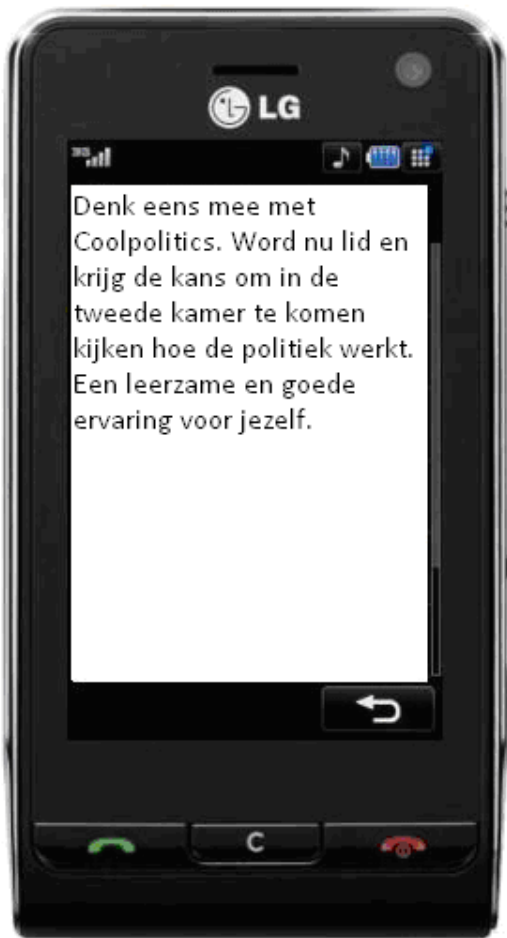 LG
3G
Denk eens mee met
Coolpolitics. Word nu lid en
krijg de kans om in de
tweede kamer te komen
kijken hoe de politiek werkt.
Een leerzame en goede
ervaring voor jezelf.
C